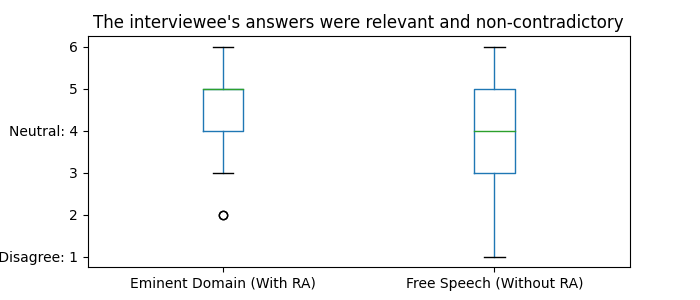 The interviewee's answers were relevant and non-contradictory
6
5
Neutral: 4
3
2
Disagree: 1
Eminent Domain (With RA)
Free Speech (Without RA)